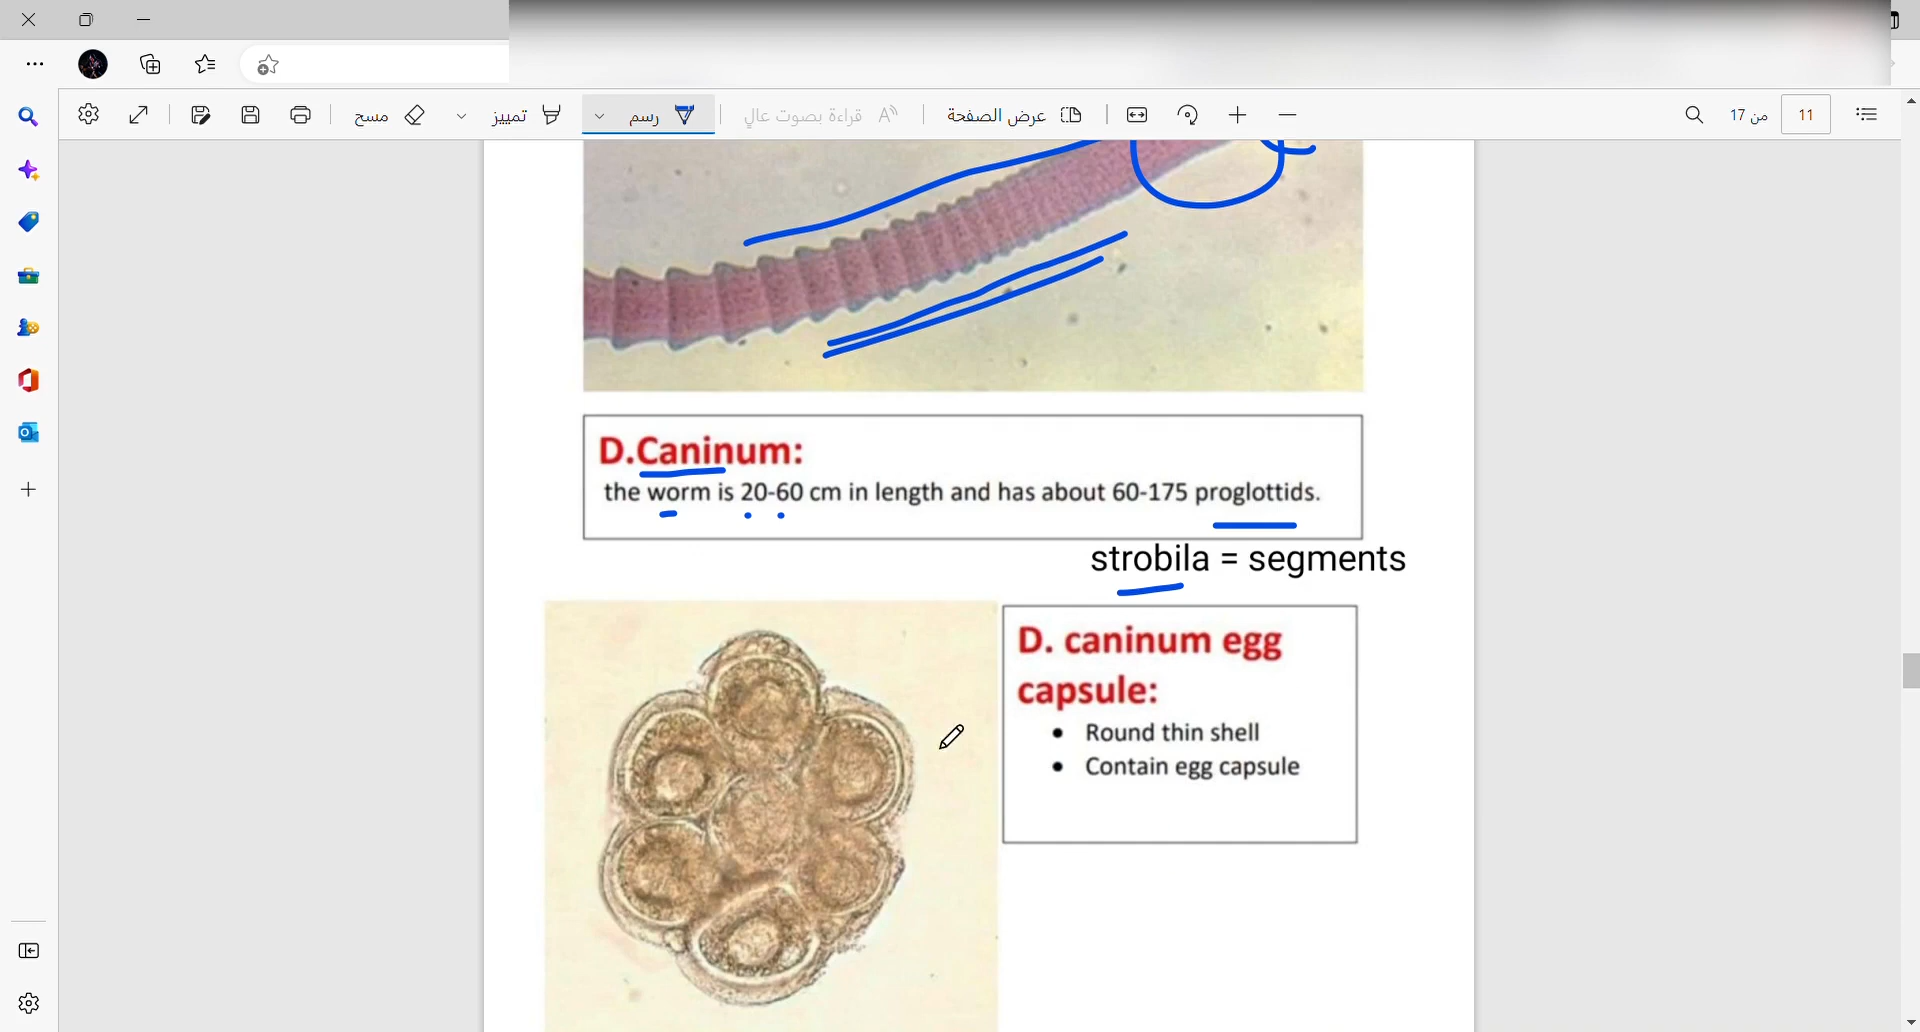 مسح
تمييز
رسم
قراءة بصوت عالٍ
عرض الصفحة
من 17
11
D.Caninum:
the worm is 20-60 cm in length and has about 60-175 proglottids.
strobila = segments
D. caninum egg
capsule:
• Round thin shell
• Contain egg capsule